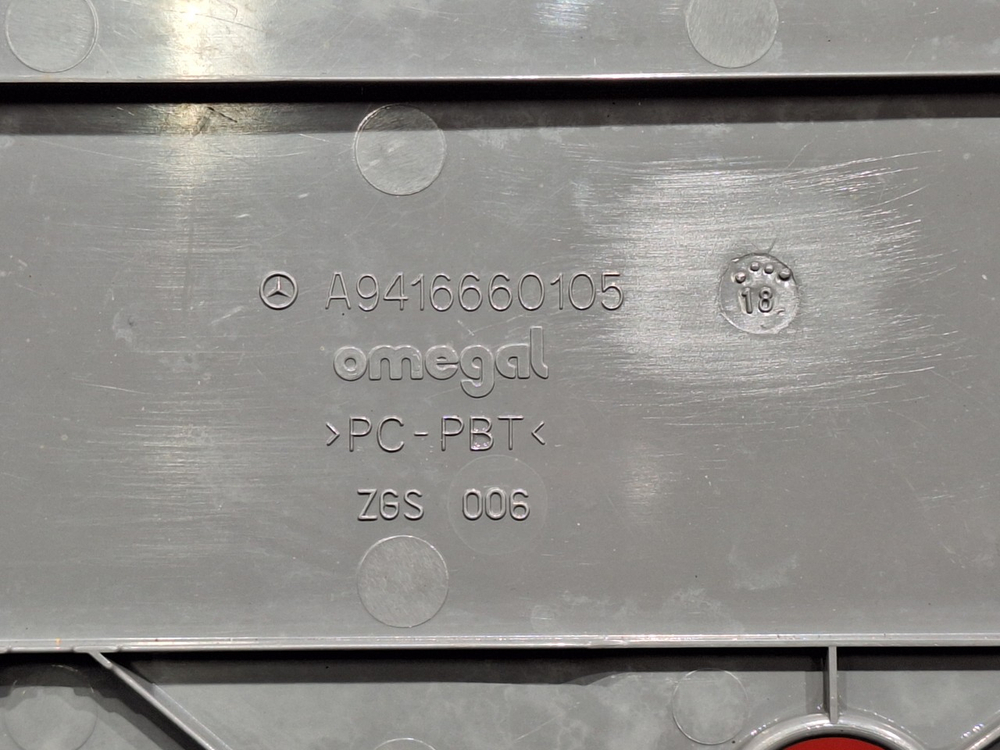 A9416660105
18
omegal
>PC-PBT<
ZGS 006